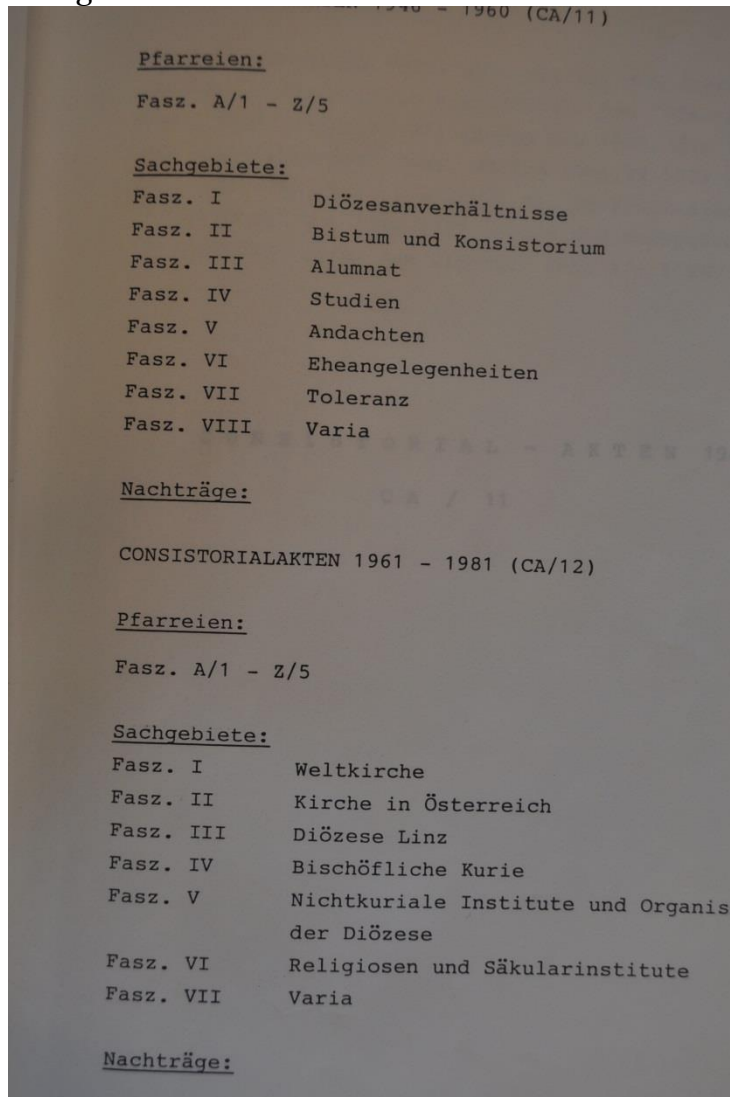 1960 (CA/11)
Pfarreien:
Fasz. A/1 - Z/5
Sachgebiete:
Fasz. I Diözesanverhältnisse
Fasz. II Bistum und Konsistorium
Fasz. III Alumnat
Fasz. IV Studien
Fasz. V Andachten
Fasz. VI Eheangelegenheiten
Fasz. VII Toleranz
Fasz. VIII Varia
Nachträge:
CONSISTORIALAKTEN 1961 - 1981 (CA/12)
Pfarreien:
Fasz. A/1 - Z/5
Sachgebiete:
Fasz. I Weltkirche
Fasz. II Kirche in Österreich
Fasz. III Diözese Linz
Fasz. IV Bischöfliche Kurie
Fasz. V Nichtkuriale Institute und Organis
der Diözese
Fasz. VI Religiosen und Säkularinstitute
Fasz. VII Varia
Nachträge: